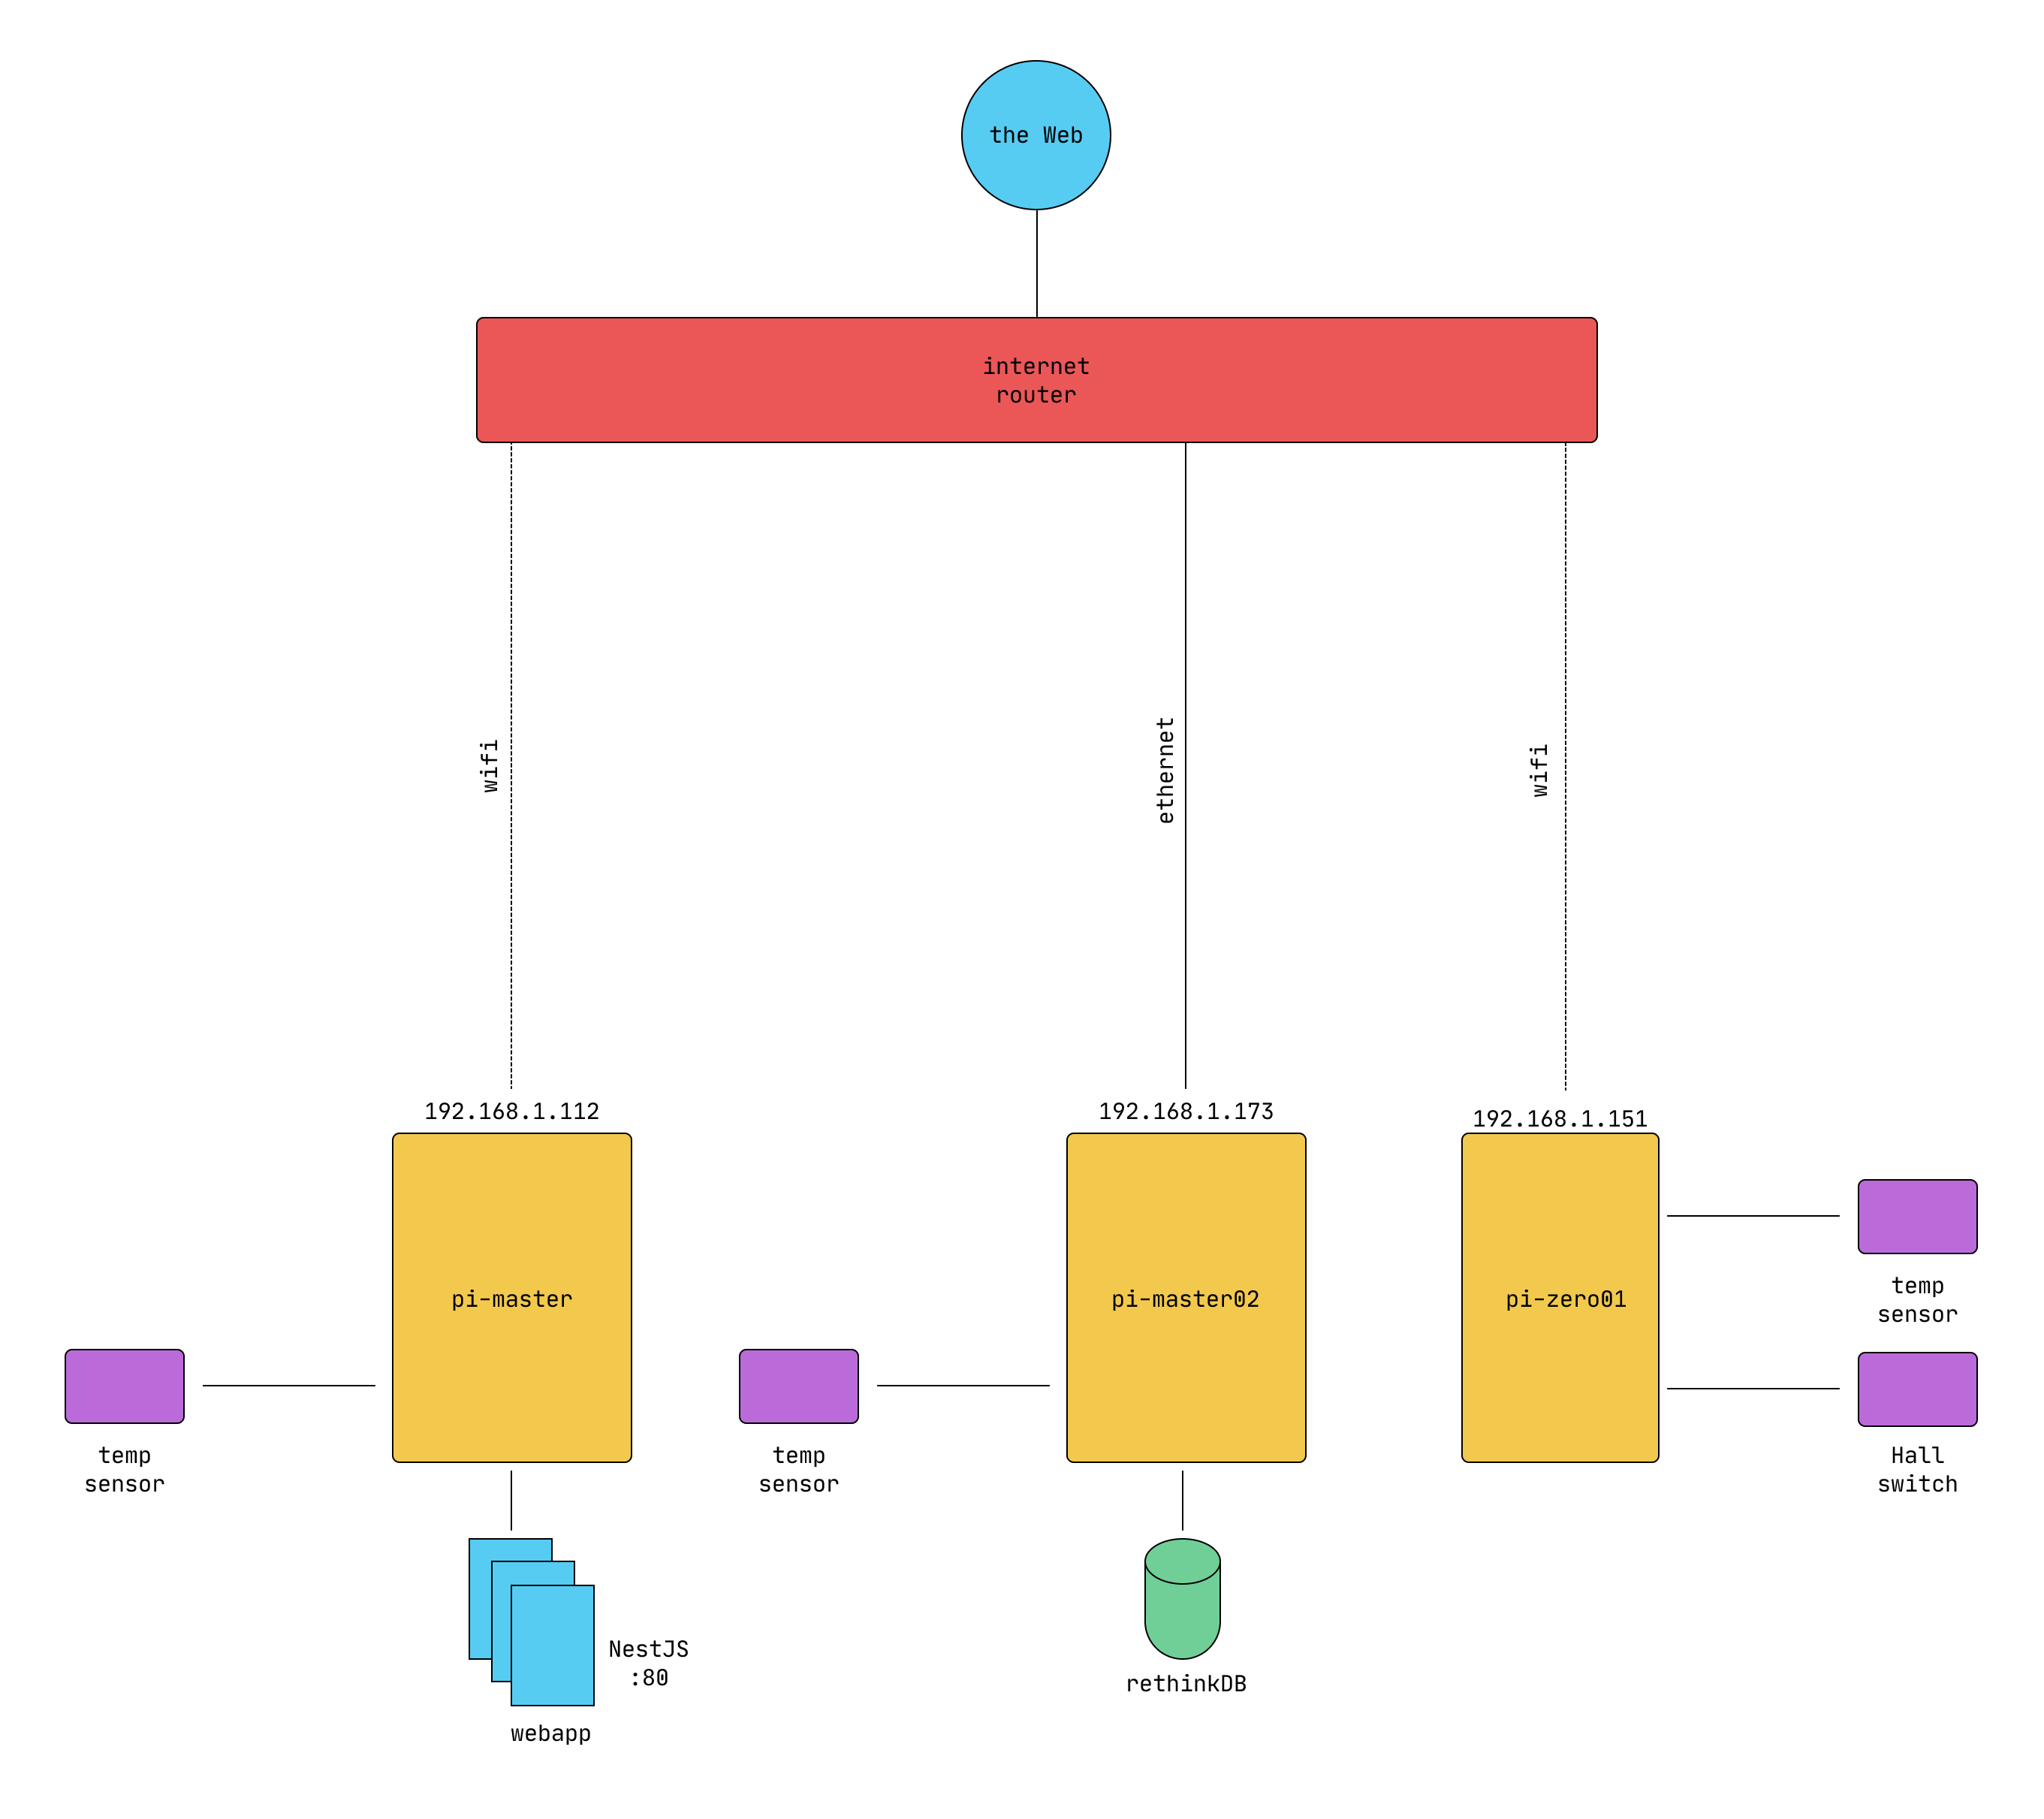 the Web
internet
router
wifi
ethernet
wifi
192.168.1.112
192.168.1.173
192.168.1.151
pi-master
pi-master02
pi-zero01
temp
sensor
temp
sensor
temp
sensor
Hall
switch
NestJS
:80
webapp
rethinkDB